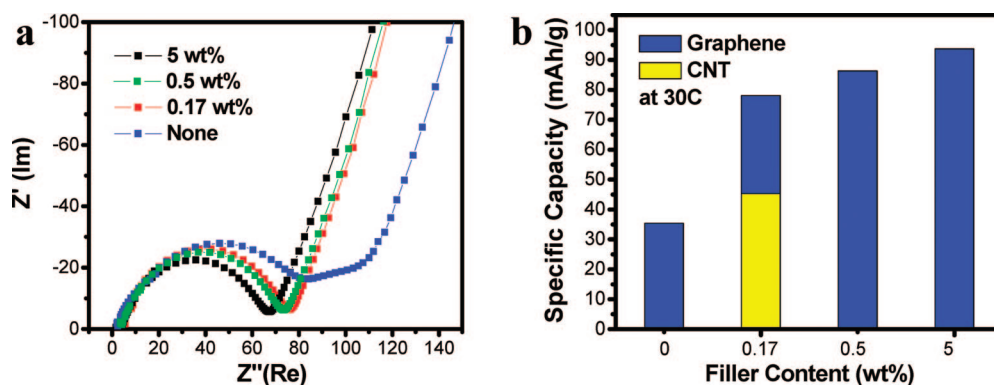 a
-100
-80
-60
-40
-20
0
Z' (Im)
5 wt%
0.5 wt%
0.17 wt%
None
0 20 40 60 80 100 120 140
Z"(Re)
b
100
90
80
70
60
50
40
30
20
10
0
Specific Capacity (mAh/g)
Graphene
CNT
at 30C
0 0.17 0.5 5
Filler Content (wt%)